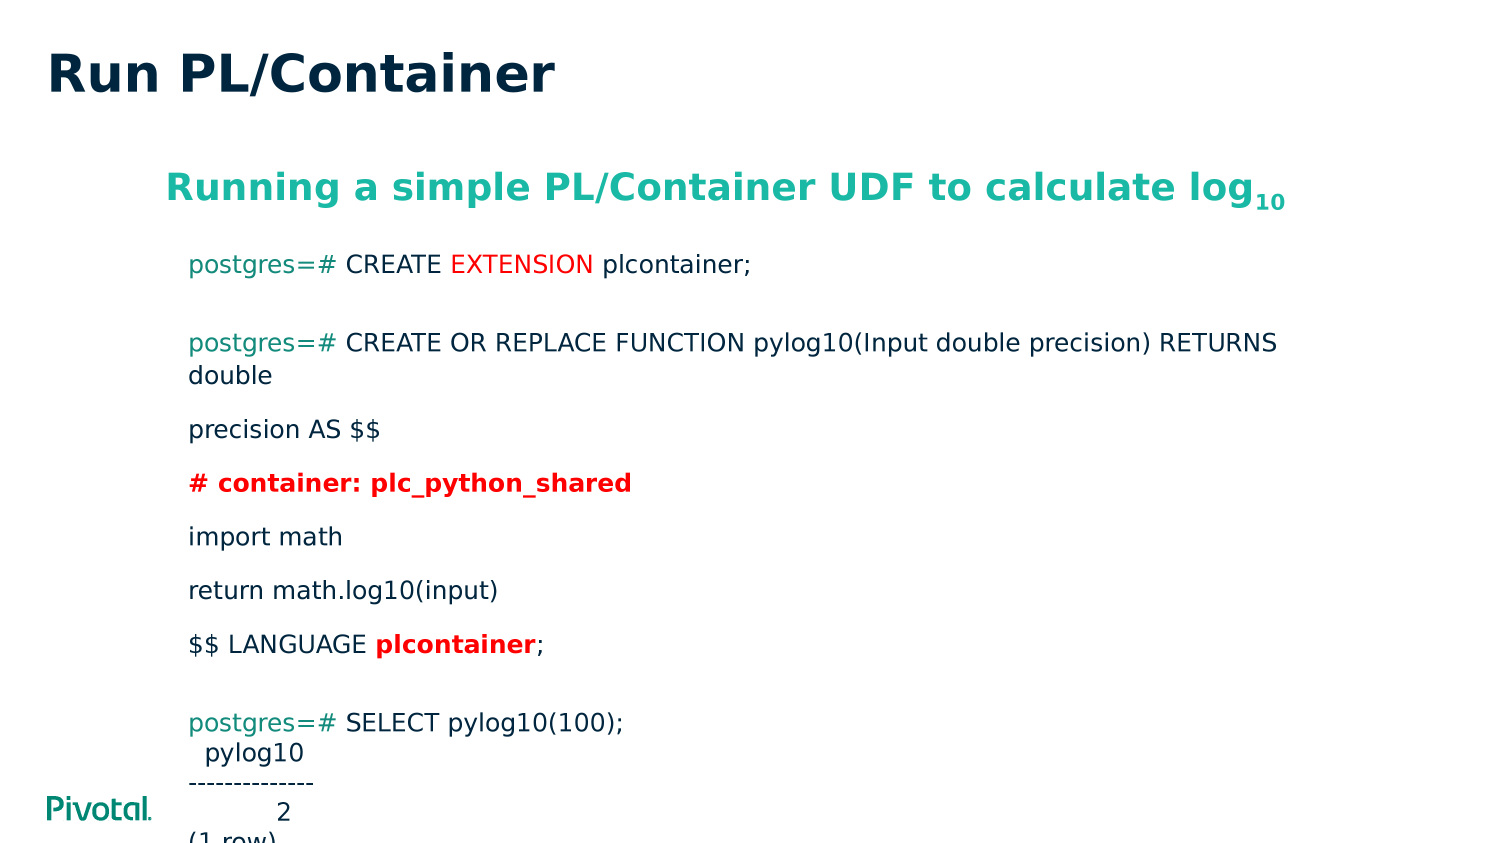 Run PL/Container
Running a simple PL/Container UDF to calculate log10
postgres=# CREATE EXTENSION plcontainer;
postgres=# CREATE OR REPLACE FUNCTION pylog10(Input double precision) RETURNS
double
precision AS $$
# container: plc_python_shared
import math
return math.log10(input)
$$ LANGUAGE plcontainer;
postgres=# SELECT pylog10(100);
pylog10
--------------
2
(1 row)
Pivotal.